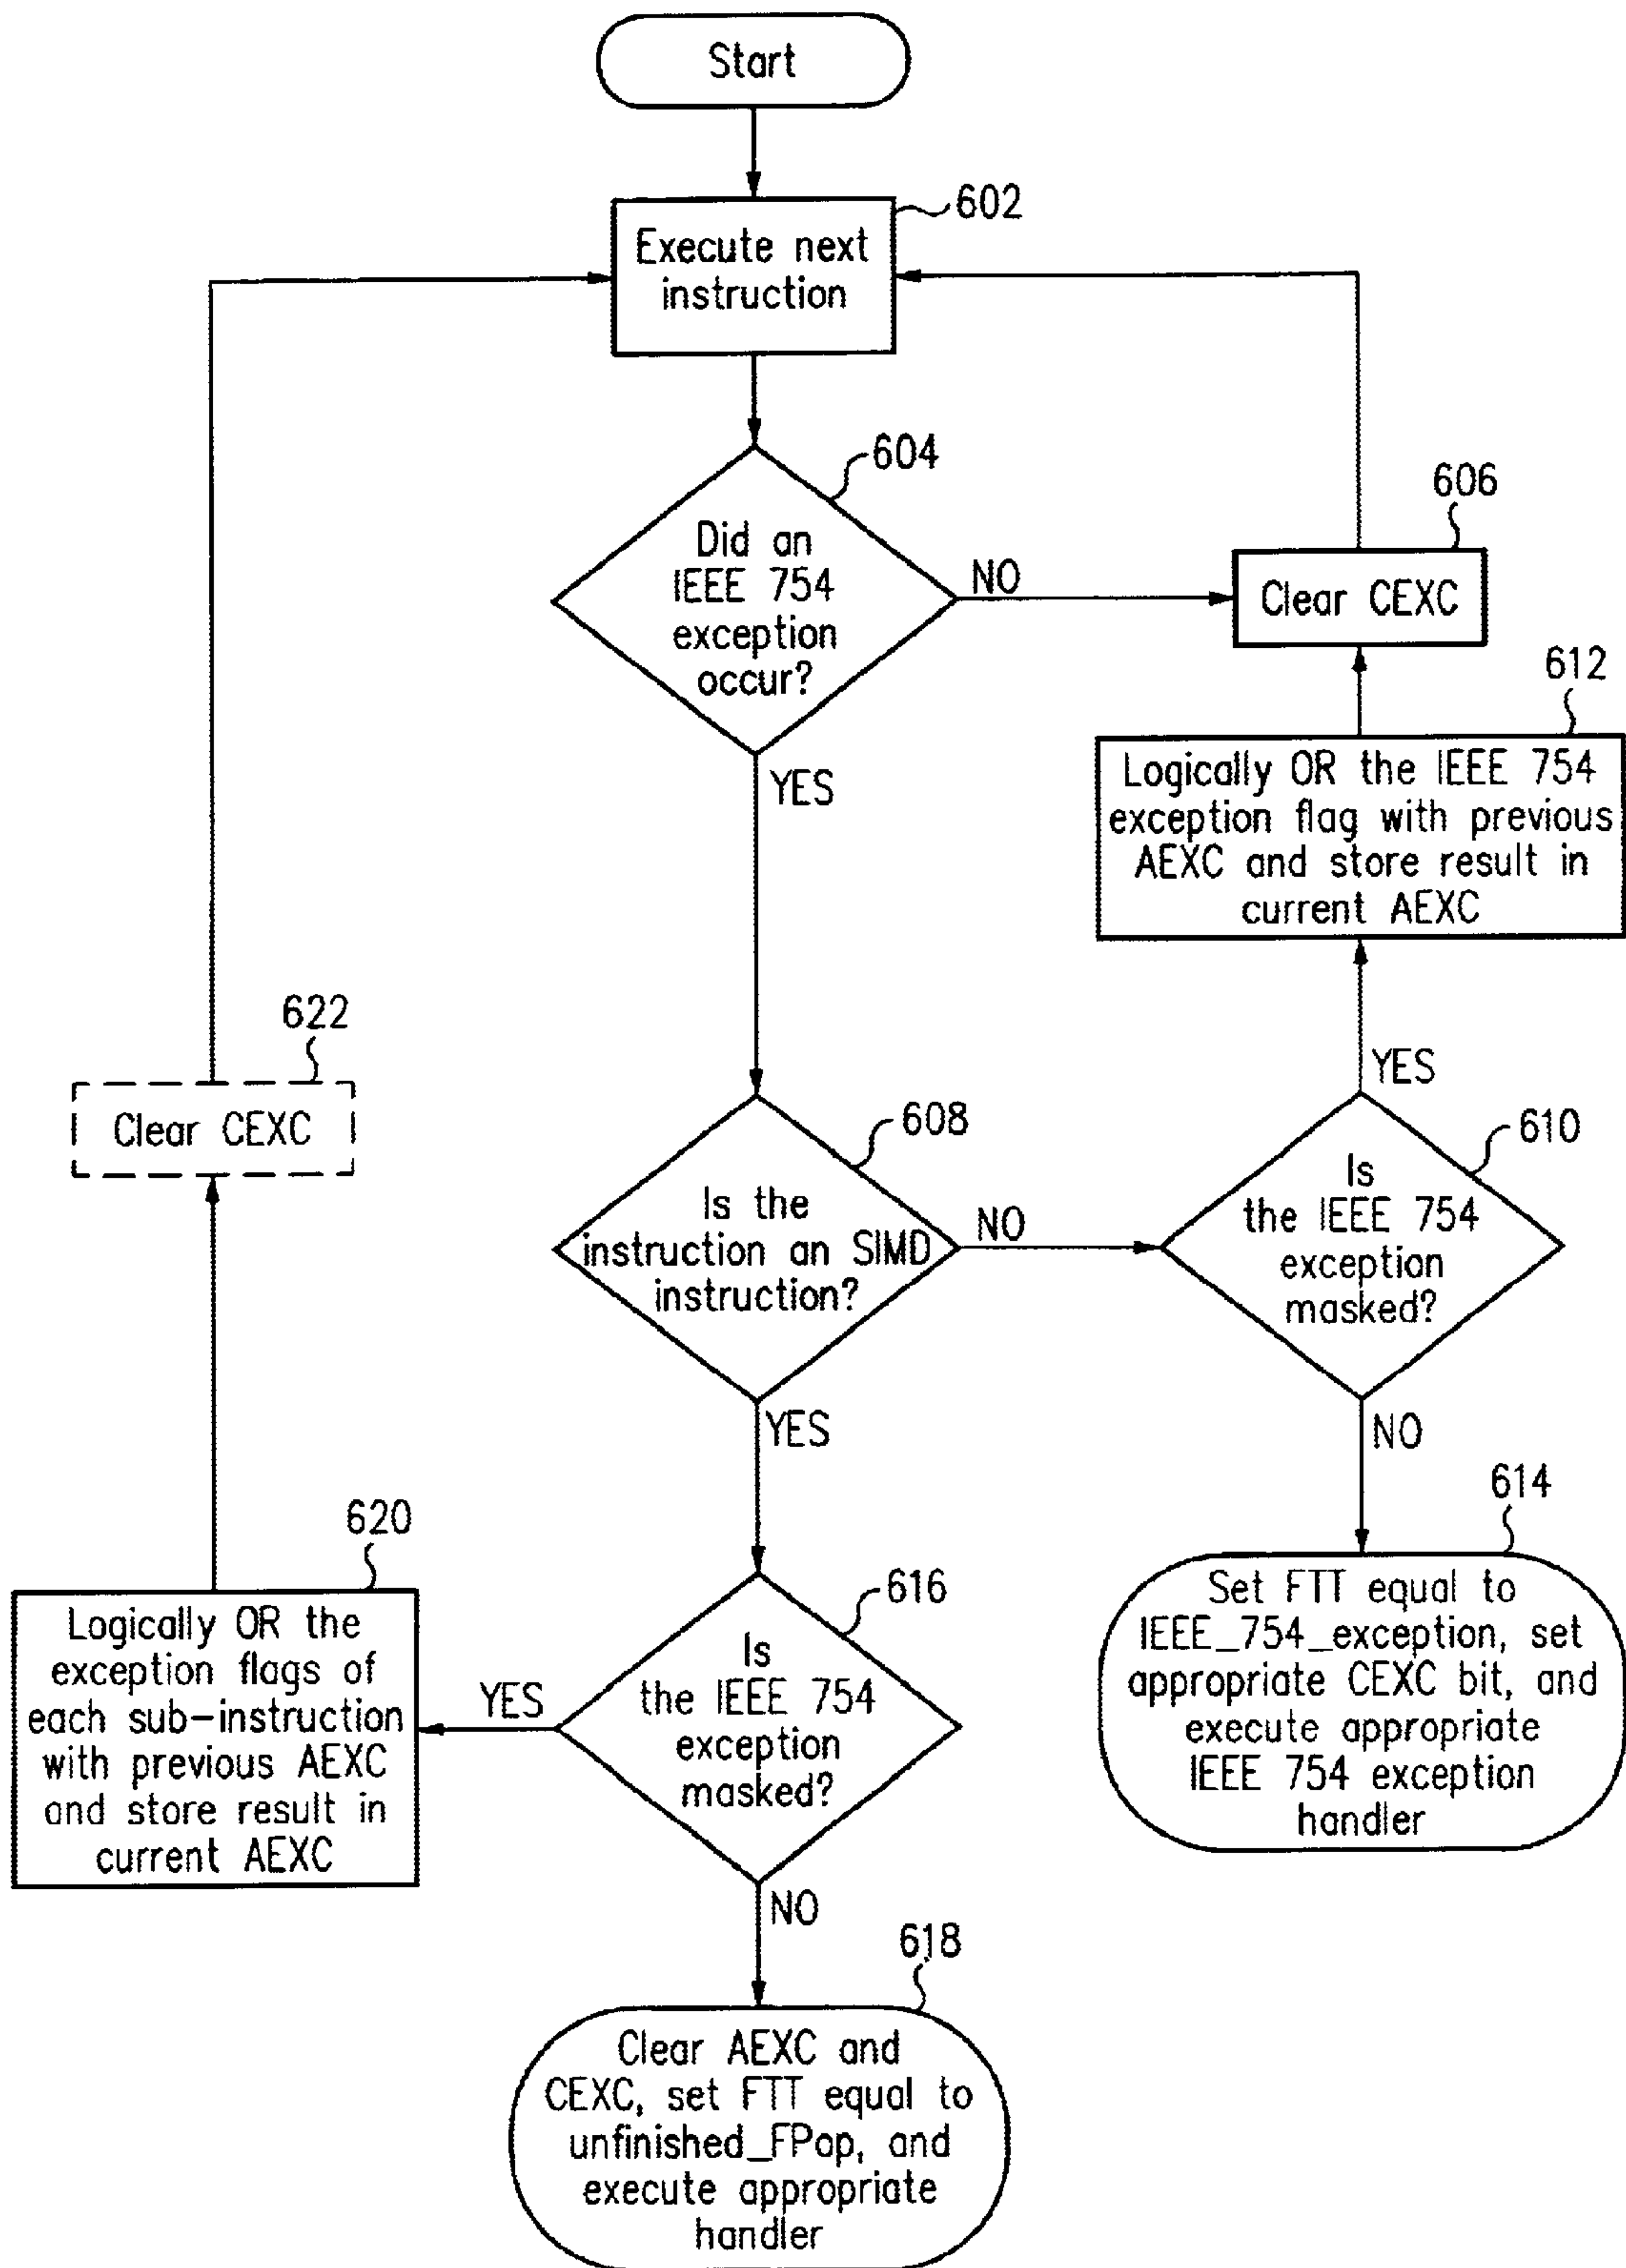 Start
602
Execute next
instruction
604
Did an
IEEE 754
exception
occur?
NO
YES
606
Clear CEXC
612
Logically OR the IEEE 754
exception flag with previous
AEXC and store result in
current AEXC
622
Clear CEXC
608
Is the
instruction an SIMD
instruction?
NO
YES
YES
610
Is
the IEEE 754
exception
masked?
NO
614
Set FTT equal to
IEEE_754_exception, set
appropriate CEXC bit, and
execute appropriate
IEEE 754 exception
handler
616
Is
the IEEE 754
exception
masked?
YES
NO
620
Logically OR the
exception flags of
each sub-instruction
with previous AEXC
and store result in
current AEXC
618
Clear AEXC and
CEXC, set FTT equal to
unfinished_FPop, and
execute appropriate
handler